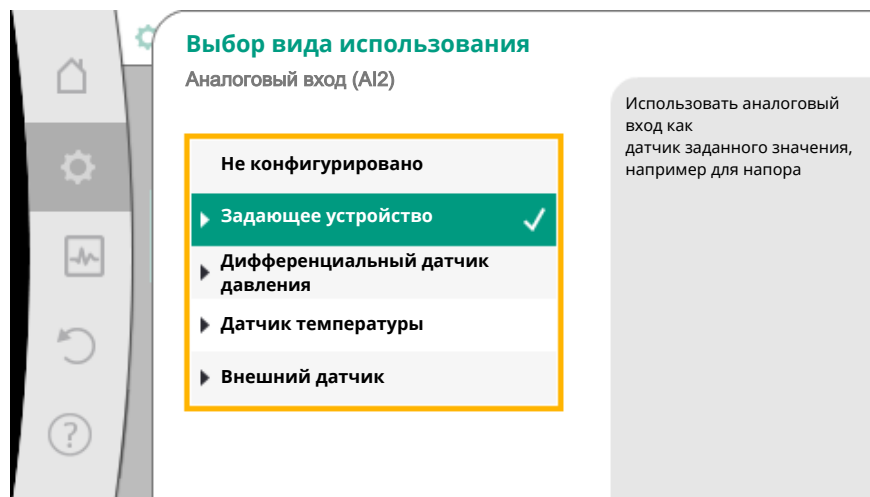 Выбор вида использования
Аналоговый вход (AI2)
Не конфигурировано
Задающее устройство
Дифференциальный датчик
давления
Датчик температуры
Внешний датчик
Использовать аналоговый
вход как
датчик заданного значения,
например для напора
?